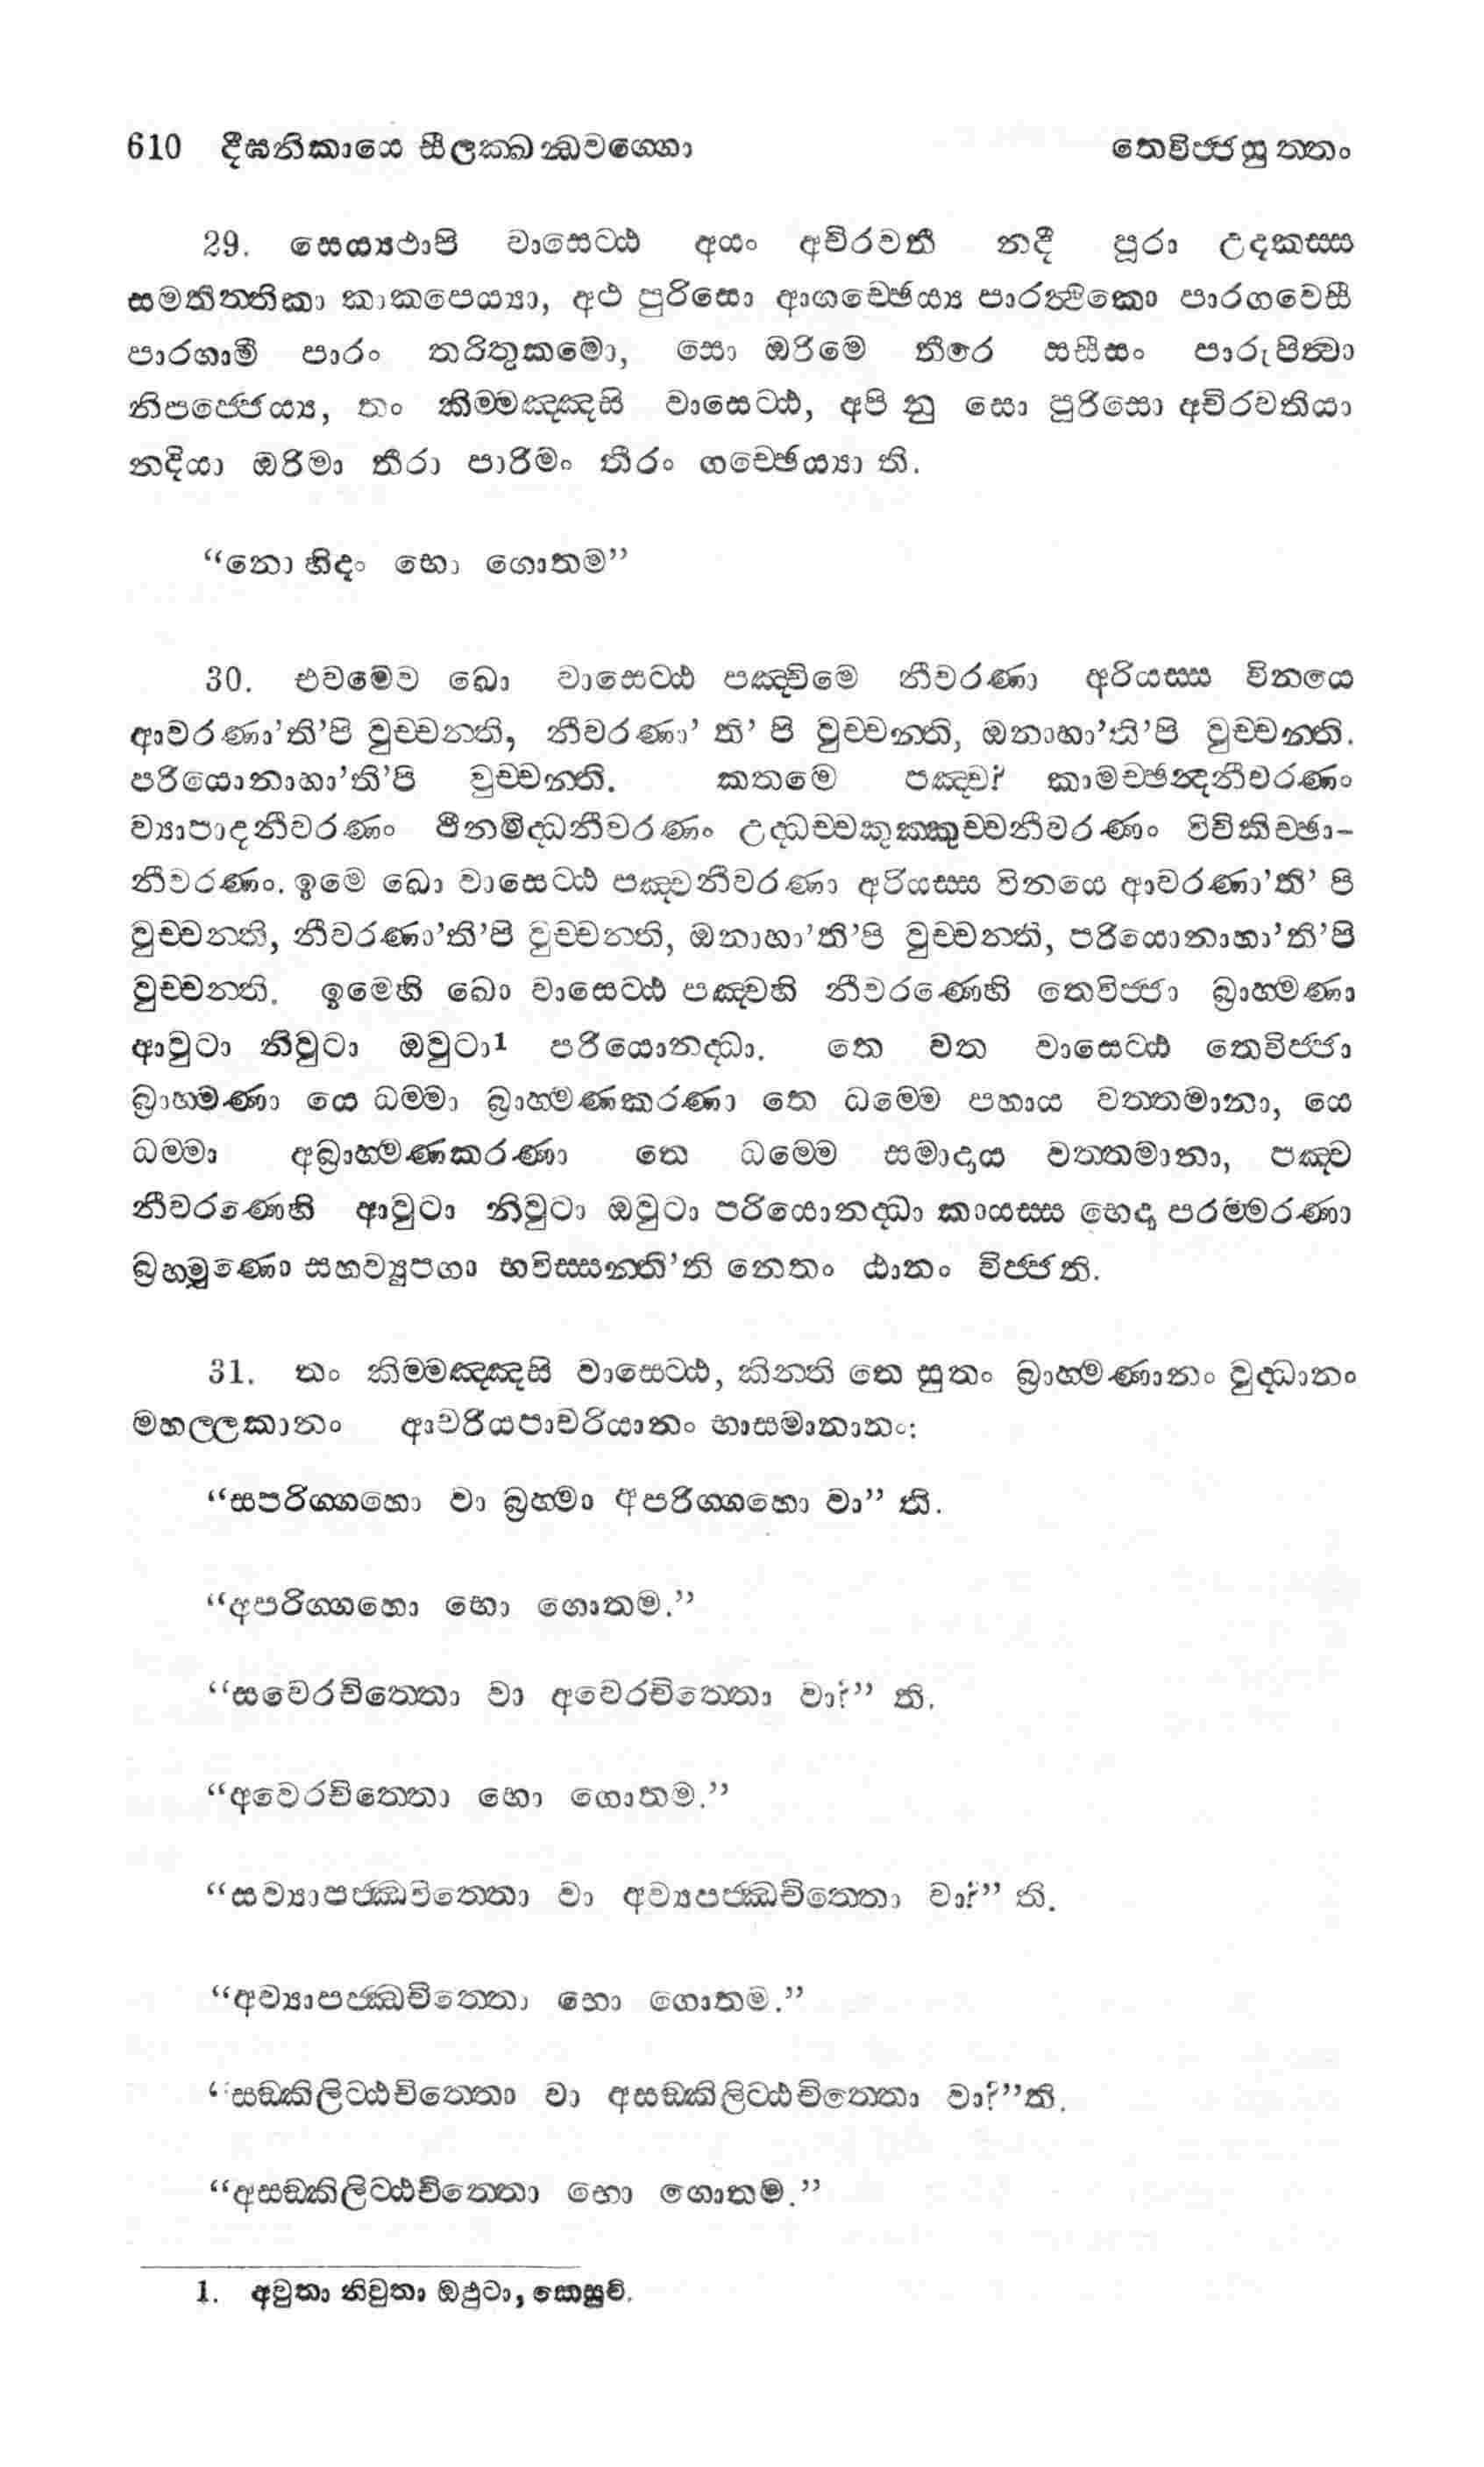 610 දීඝනිකායෙ සීලක්ඛන්ධවග්ගො තෙවිජ්ජසුත්තං
29. සෙය්‍යථාපි වාසෙට්ඨ අයං අචිරවතී නදී පූරා උදකස්ස
සමතිත්තිකා කාකපෙය්‍යා, අථ පුරිසො ආගච්ඡෙය්‍ය පාරත්‍ථිකො පාරගවෙසී
පාරගාමී පාරං තරිතුකමො, සො ඔරිමෙ තීරෙ සසීසං පාරුපිත්‍වා
නිපජ්ජෙය්‍ය, තං කිම්මඤ්ඤසි වාසෙට්ඨ, අපි නු සො පුරිසො අචිරවතියා
නදියා ඔරිමා තීරා පාරිමං තීරං ගච්ඡෙය්‍යා ති.
“නො හිදං භො ගොතම”
30. එවමෙව ඛො වාසෙට්ඨ පඤ්චිමෙ නීවරණා අරියස්ස විනයෙ
ආවරණා’ති’පි වුච්චන්ති, නීවරණා’ ති’ පි වුච්චන්ති, ඔනාහා’ති’පි වුච්චන්ති.
පරියොනාහා’ති’පි වුච්චන්ති. කතමෙ පඤ්ච? කාමච්ඡන්‍දනීවරණං
ව්‍යාපාදනීවරණං ථීනමිද්ධනීවරණං උද්ධච්චකුක්කුච්චනීවරණං විචිකිච්ඡා-
නීවරණං. ඉමෙ ඛො වාසෙට්ඨ පඤ්චනීවරණා අරියස්ස විනයෙ ආවරණා’ති’ පි
වුච්චන්ති, නීවරණා’ති’පි වුච්චන්ති, ඔනාහා’ති’පි වුච්චන්ති, පරියොනාහා’ති’පි
වුච්චන්ති. ඉමෙහි ඛො වාසෙට්ඨ පඤ්චහි නීවරණෙහි තෙවිජ්ජා බ්‍රාහ්මණා
ආවුටා නිවුටා ඔවුටා1 පරියොනද්ධා. තෙ වත වාසෙට්ඨ තෙවිජ්ජා
බ්‍රාහ්මණා යෙ ධම්මා බ්‍රාහ්මණකරණා තෙ ධම්මෙ පහාය වත්තමානා, යෙ
ධම්මා අබ්‍රාහ්මණකරණා තෙ ධම්මෙ සමාදාය වත්තමානා, පඤ්ච
නීවරණෙහි ආවුටා නිවුටා ඔවුටා පරියොනද්ධා කායස්ස භෙදා පරම්මරණා
බ්‍රහ්මුණො සහව්‍යූපගා භවිස්සන්ති’ති නෙතං ඨානං විජ්ජති.
31. තං කිම්මඤ්ඤසි වාසෙට්ඨ, කින්ති තෙ සුතං බ්‍රාහ්මණානං වුද්ධානං
මහල්ලකානං ආචරියපාචරියානං භාසමානානං:
“සපරිග්ගහො වා බ්‍රහ්මා අපරිග්ගහො වා” ති.
“අපරිග්ගහො භො ගොතම.”
“සවෙරචිත්තො වා අවෙරචිත්තො වා?” ති.
“අවෙරචිත්තො භො ගොතම.”
“සව්‍යාපජ්ඣචිත්තො වා අව්‍යපජ්ඣචිත්තො වා?” ති.
“අව්‍යාපජ්ඣචිත්තො භො ගොතම.”
“සඞ්කිලිට්ඨචිත්තො වා අසඞ්කිලිට්ඨචිත්තො වා?”ති.
“අසඞ්කිලිට්ඨචිත්තො භො ගොතම.”
1. අවුතා නිවුතා ඔඵුටා, කෙසුචි.